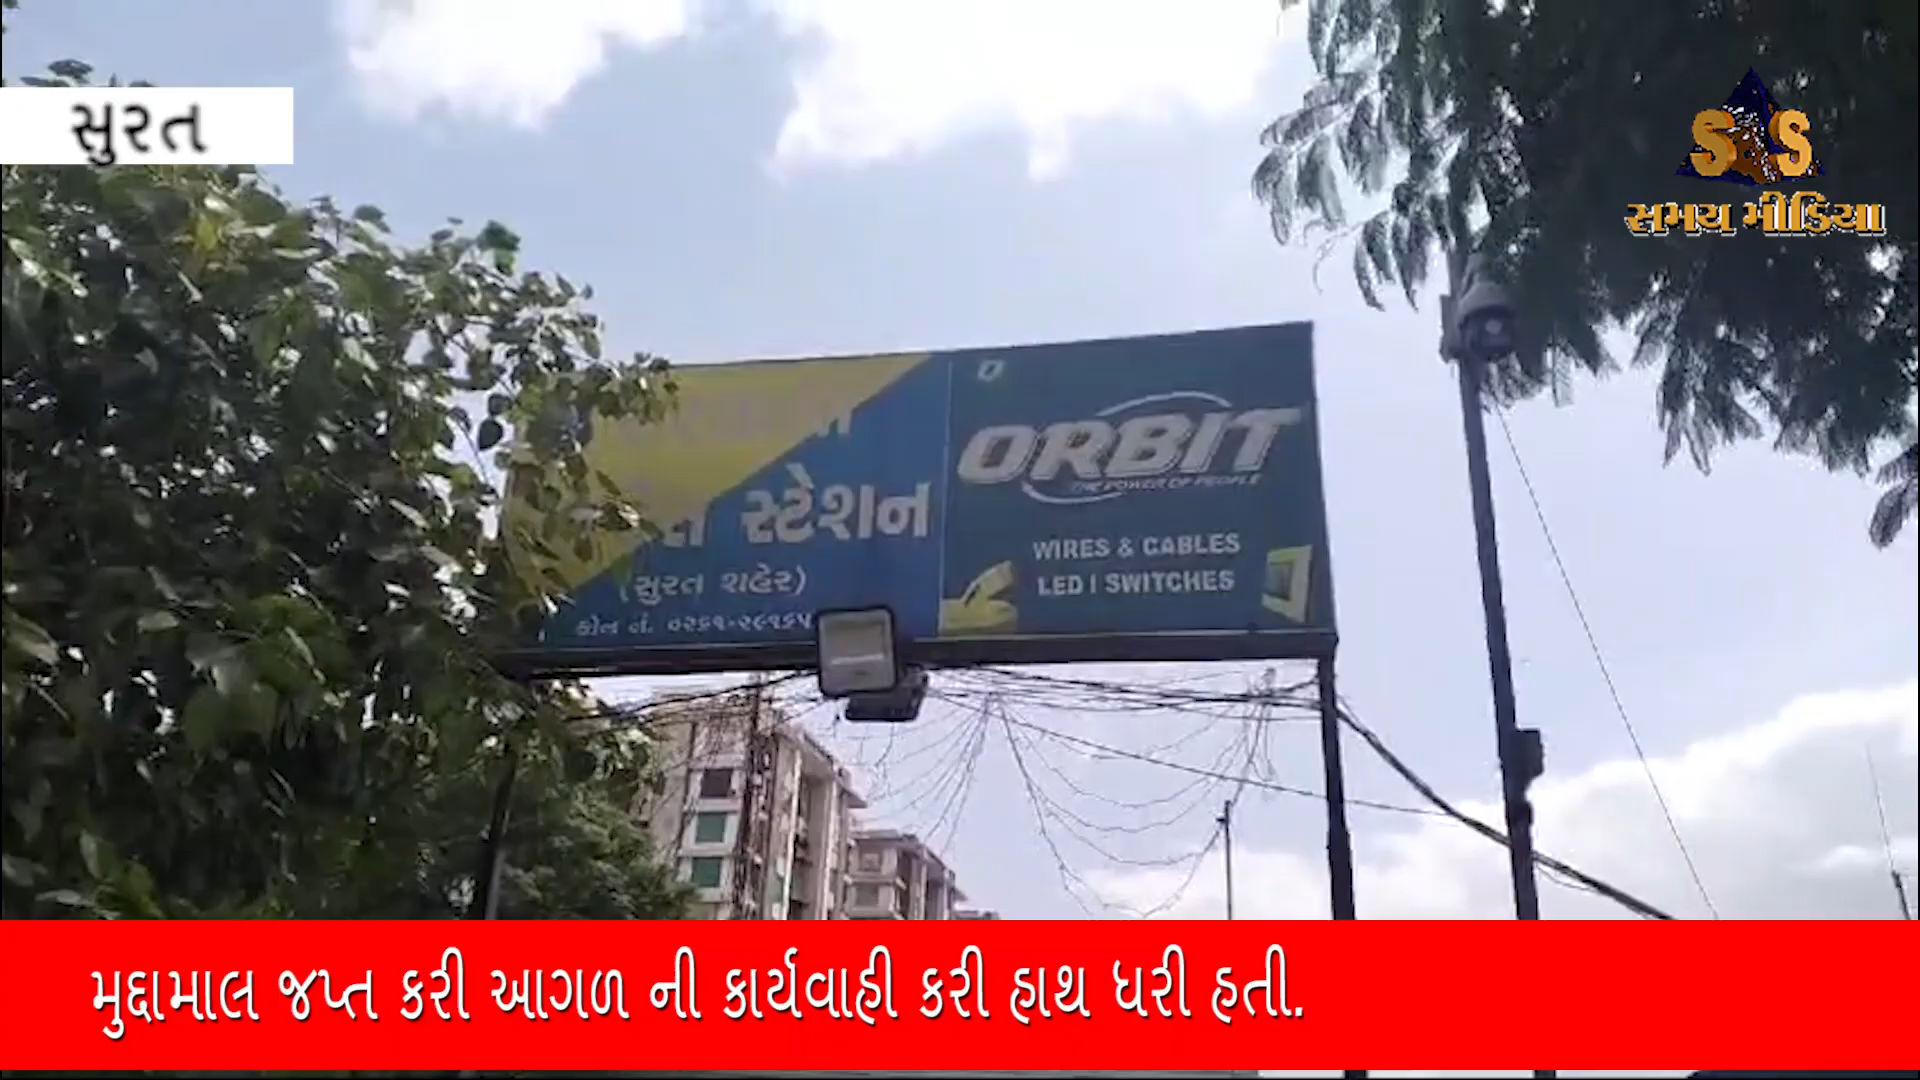 સુરત
S S
સમય મીડિયા
ORBIT
THE POWER OF PEOPLE
સ્ટેશન
WIRES & CABLES
(સુરત શહેર)
LED | SWITCHES
ફોન નં.
મુદ્દામાલ જપ્ત કરી આગળ ની કાર્યવાહી કરી હાથ ધરી હતી.